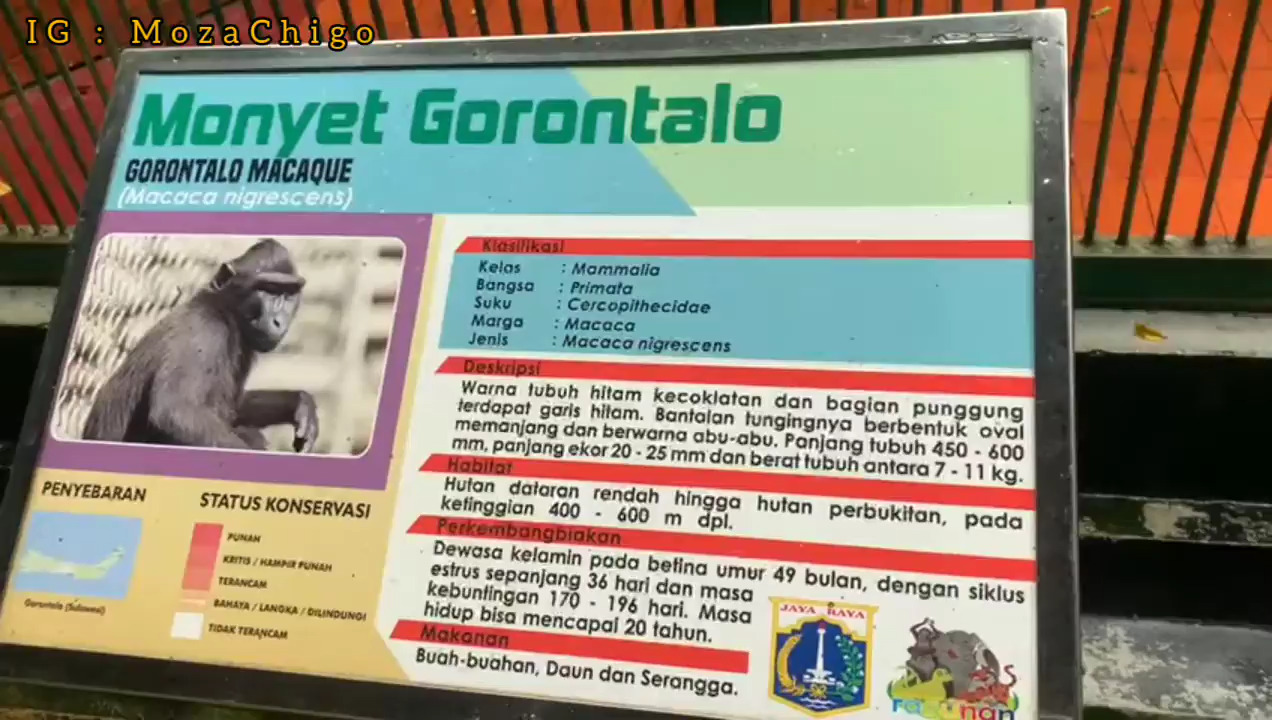 IG : MozaChigo
Monyet Gorontalo
GORONTALO MACAQUE
(Macaca nigrescens)
Klasifikasi
Kelas : Mammalia
Bangsa : Primata
Suku : Cercopithecidae
Marga : Macaca
Jenis : Macaca nigrescens
Deskripsi
Warna tubuh hitam kecoklatan dan bagian punggung
terdapat garis hitam. Bantalan tungingnya berbentuk oval
memanjang dan berwarna abu-abu. Panjang tubuh 450 - 600
mm, panjang ekor 20 - 25 mm dan berat tubuh antara 7 - 11 kg.
Habitat
Hutan dataran rendah hingga hutan perbukitan, pada
ketinggian 400 - 600 m dpl.
Perkembangbiakan
Dewasa kelamin pada betina umur 49 bulan, dengan siklus
estrus sepanjang 36 hari dan masa
kebuntingan 170 - 196 hari. Masa
hidup bisa mencapai 20 tahun.
Makanan
Buah-buahan, Daun dan Serangga.
PENYEBARAN
Gorontalo (Sulawesi)
STATUS KONSERVASI
PUNAH
KRITIS / HAMPIR PUNAH
TERANCAM
BAHAYA / LANGKA / DILINDUNGI
TIDAK TERANCAM
JAYA RAYA
ragunan